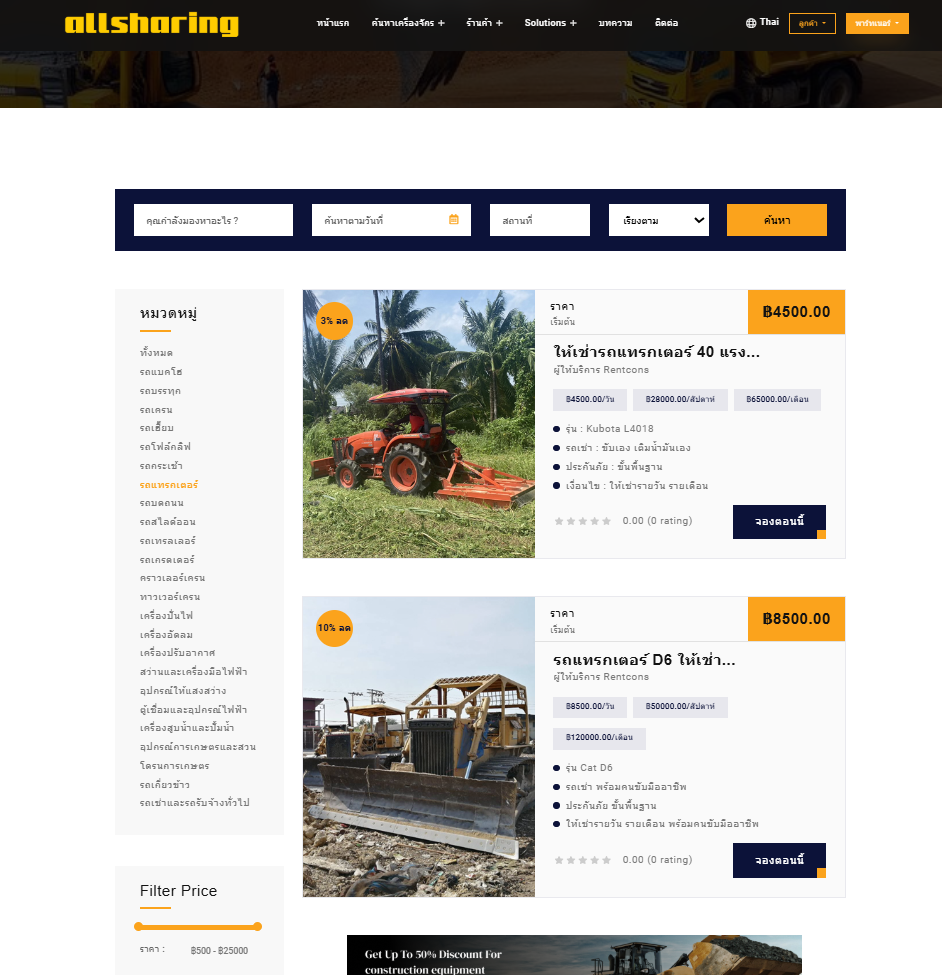 allsharing
หน้าแรก ค้นหาเครื่องจักร + ร้านค้า + Solutions + บทความ ติดต่อ Thai ลูกค้า พาร์ทเนอร์
คุณกำลังมองหาอะไร ? ค้นหาตามวันที่ สถานที่ เรียงตาม ค้นหา
หมวดหมู่
ทั้งหมด
รถแบคโฮ
รถบรรทุก
รถเครน
รถเฮี๊ยบ
รถโฟล์คลิฟ
รถกระเช้า
รถแทรกเตอร์
รถบดถนน
รถสไลด์ออน
รถเทรลเลอร์
รถเกรดเดอร์
คราวเลอร์เครน
ทาวเวอร์เครน
เครื่องปั่นไฟ
เครื่องอัดลม
เครื่องปรับอากาศ
สว่านและเครื่องมือไฟฟ้า
อุปกรณ์ให้แสงสว่าง
ตู้เชื่อมและอุปกรณ์ไฟฟ้า
เครื่องสูบน้ำและปั๊มน้ำ
อุปกรณ์การเกษตรและสวน
โดรนการเกษตร
รถเกี่ยวข้าว
รถเช่าและรถรับจ้างทั่วไป
Filter Price
ราคา : ฿500 - ฿25000
3% ลด
ราคา
เริ่มต้น
฿4500.00
ให้เช่ารถแทรกเตอร์ 40 แรง...
ผู้ให้บริการ Rentcons
฿4500.00/วัน ฿28000.00/สัปดาห์ ฿65000.00/เดือน
รุ่น : Kubota L4018
รถเช่า : ขับเอง เติมน้ำมันเอง
ประกันภัย : ขั้นพื้นฐาน
เงื่อนไข : ให้เช่ารายวัน รายเดือน
0.00 (0 rating) จองตอนนี้
10% ลด
ราคา
เริ่มต้น
฿8500.00
รถแทรกเตอร์ D6 ให้เช่า...
ผู้ให้บริการ Rentcons
฿8500.00/วัน ฿50000.00/สัปดาห์
฿120000.00/เดือน
รุ่น Cat D6
รถเช่า พร้อมคนขับมืออาชีพ
ประกันภัย ขั้นพื้นฐาน
ให้เช่ารายวัน รายเดือน พร้อมคนขับมืออาชีพ
0.00 (0 rating) จองตอนนี้
Get Up To 50% Discount For
construction equipment